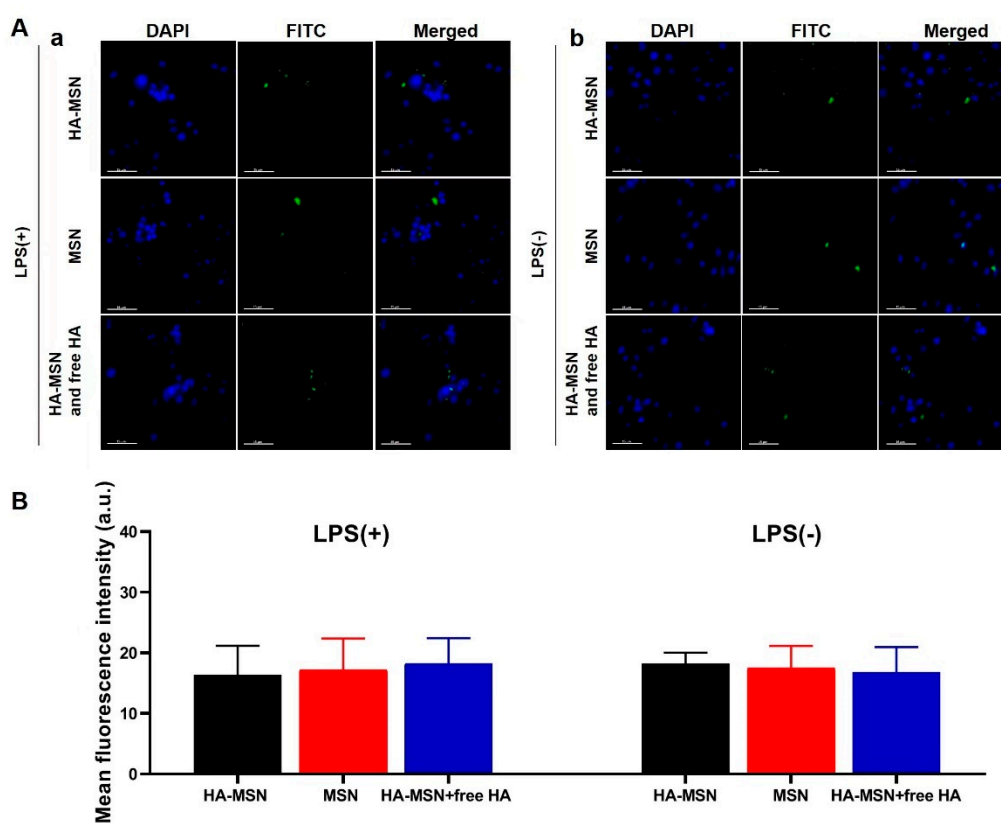 A
a
DAPI FITC Merged
LPS(+)
HA-MSN
MSN
HA-MSN
and free HA
b
DAPI FITC Merged
LPS(-)
HA-MSN
MSN
HA-MSN
and free HA
B
Mean fluorescence intensity (a.u.)
40
30
20
10
0
LPS(+) LPS(-)
HA-MSN MSN HA-MSN+free HA HA-MSN MSN HA-MSN+free HA